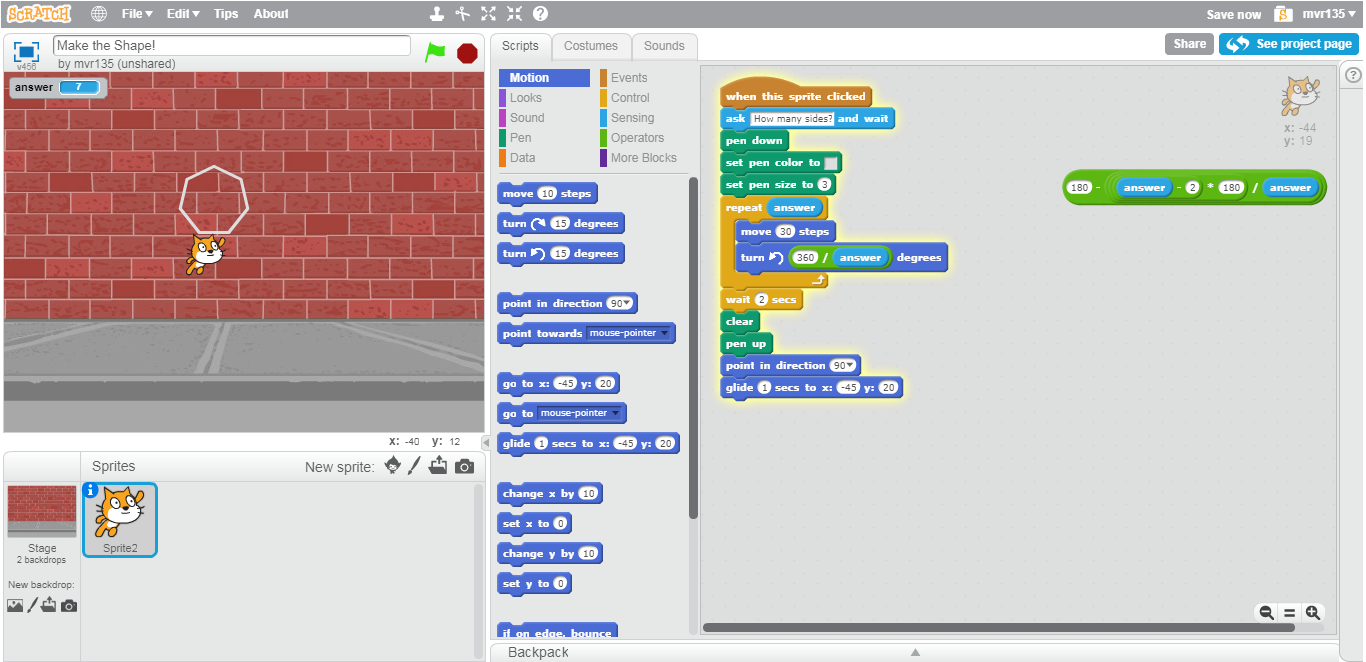 SCRATCH File▼ Edit▼ Tips About ? Save now S mvr135▼
v456 Make the Shape!
by mvr135 (unshared)
Scripts Costumes Sounds
Share See project page
answer 7
x: -40 y: 12
Sprites New sprite:
Stage
2 backdrops
New backdrop:
i
Sprite2
Motion Events
Looks Control
Sound Sensing
Pen Operators
Data More Blocks
move 10 steps
turn 15 degrees
turn 15 degrees
point in direction 90▼
point towards mouse-pointer
go to x: -45 y: 20
go to mouse-pointer
glide 1 secs to x: -45 y: 20
change x by 10
set x to 0
change y by 10
set y to 0
if on edge, bounce
when this sprite clicked
ask How many sides? and wait
pen down
set pen color to
set pen size to 3
repeat answer
move 30 steps
turn 360 / answer degrees
wait 2 secs
clear
pen up
point in direction 90▼
glide 1 secs to x: -45 y: 20
180 - answer - 2 * 180 / answer
x: -44
y: 19
?
Backpack